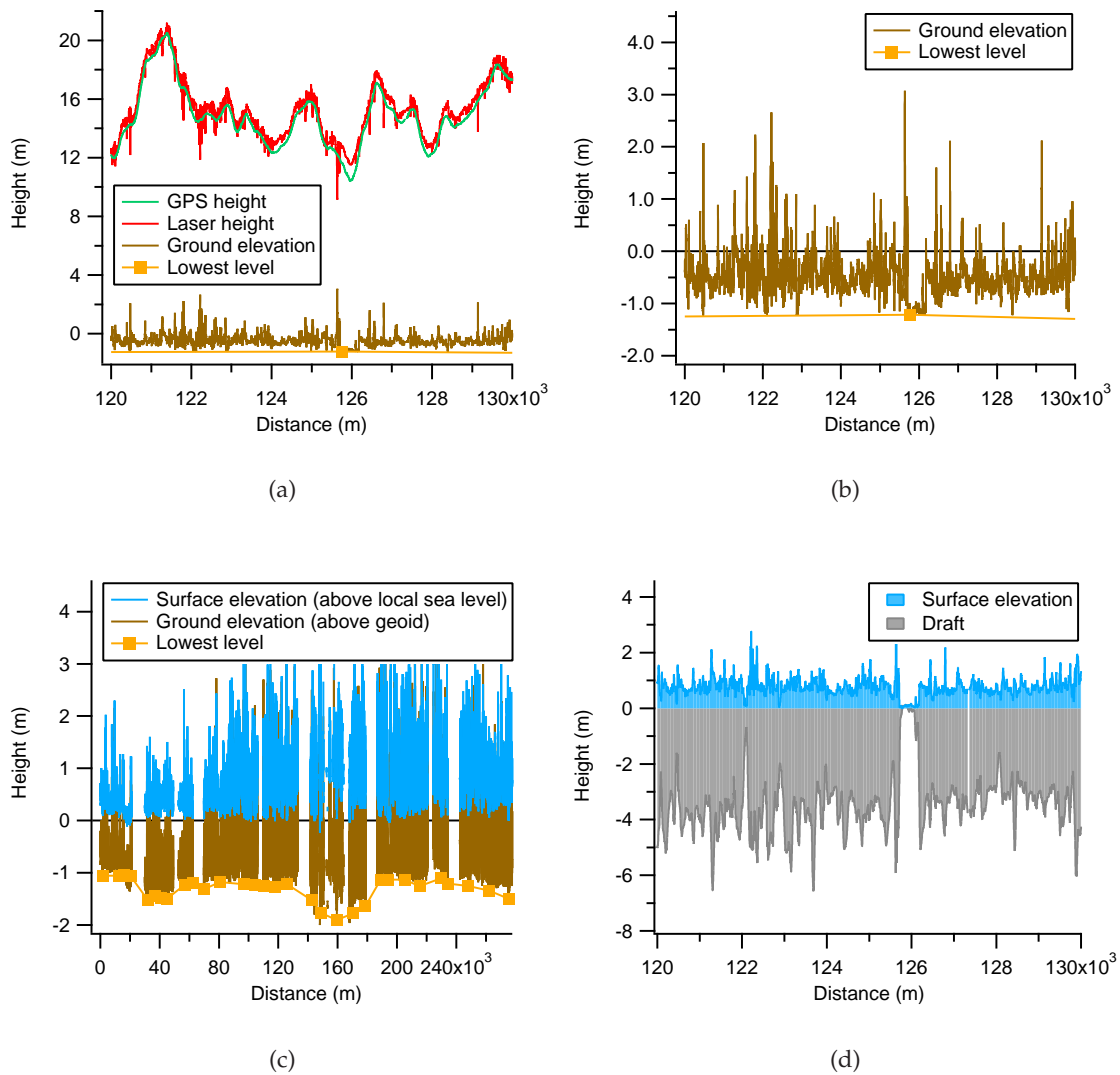 20
16
12
8
4
0
Height (m)
GPS height
Laser height
Ground elevation
Lowest level
120 122 124 126 128 130x10³
Distance (m)
(a)
4.0
3.0
2.0
1.0
0.0
-1.0
-2.0
Height (m)
Ground elevation
Lowest level
120 122 124 126 128 130x10³
Distance (m)
(b)
4
3
2
1
0
-1
-2
Height (m)
Surface elevation (above local sea level)
Ground elevation (above geoid)
Lowest level
0 40 80 120 160 200 240x10³
Distance (m)
(c)
4
2
0
-2
-4
-6
-8
Height (m)
Surface elevation
Draft
120 122 124 126 128 130x10³
Distance (m)
(d)